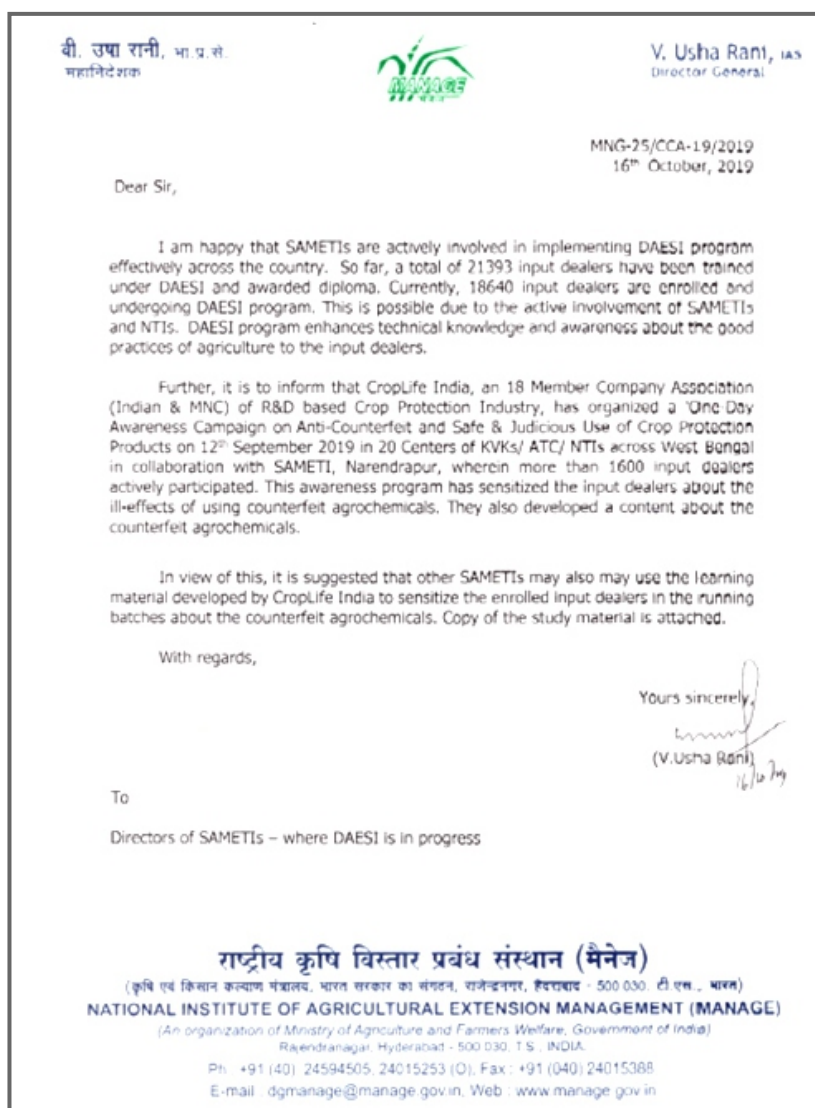 वी. उषा रानी, भा.प्र.से.
महानिदेशक
MANAGE
मैनेज
V. Usha Rani, IAS
Director General
MNG-25/CCA-19/2019
16th October, 2019
Dear Sir,
I am happy that SAMETIs are actively involved in implementing DAESI program
effectively across the country. So far, a total of 21393 input dealers have been trained
under DAESI and awarded diploma. Currently, 18640 input dealers are enrolled and
undergoing DAESI program. This is possible due to the active involvement of SAMETIs
and NTIs. DAESI program enhances technical knowledge and awareness about the good
practices of agriculture to the input dealers.
Further, it is to inform that CropLife India, an 18 Member Company Association
(Indian & MNC) of R&D based Crop Protection Industry, has organized a 'One-Day
Awareness Campaign on Anti-Counterfeit and Safe & Judicious Use of Crop Protection
Products on 12th September 2019 in 20 Centers of KVKs/ ATC/ NTIs across West Bengal
in collaboration with SAMETI, Narendrapur, wherein more than 1600 input dealers
actively participated. This awareness program has sensitized the input dealers about the
ill-effects of using counterfeit agrochemicals. They also developed a content about the
counterfeit agrochemicals.
In view of this, it is suggested that other SAMETIs may also may use the learning
material developed by CropLife India to sensitize the enrolled input dealers in the running
batches about the counterfeit agrochemicals. Copy of the study material is attached.
With regards,
Yours sincerely,
(V.Usha Rani)
16/10/19
To
Directors of SAMETIs – where DAESI is in progress
राष्ट्रीय कृषि विस्तार प्रबंध संस्थान (मैनेज)
(कृषि एवं किसान कल्याण मंत्रालय, भारत सरकार का संगठन, राजेन्द्रनगर, हैदराबाद - 500 030. टी.एस., भारत)
NATIONAL INSTITUTE OF AGRICULTURAL EXTENSION MANAGEMENT (MANAGE)
(An organization of Ministry of Agriculture and Farmers Welfare, Government of India)
Rajendranagar, Hyderabad - 500 030, T.S., INDIA.
Ph : +91 (40) 24594505, 24015253 (O), Fax : +91 (040) 24015388
E-mail : dgmanage@manage.gov.in, Web : www.manage.gov.in